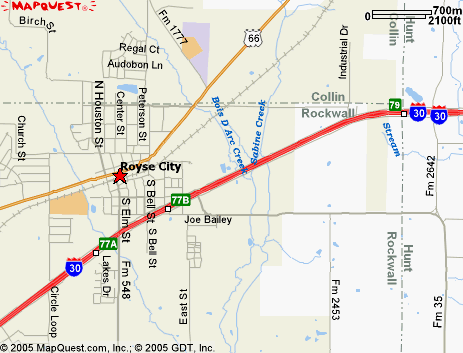 MAPQUEST
Birch St
Fm 1777
66
Regal Ct
Audobon Ln
700m
2100ft
Industrial Dr
Collin
Hunt
N Houston St
Center St
Peterson St
Collin
Rockwall
79
30
30
Church St
Bois D Arc Creek
Sabine Creek
Stream
Royse City
Fm 2642
S Elm St
S Bell St
S Bell St
77B
Joe Bailey
77A
30
Lakes Dr
Fm 548
East St
Circle Loop
Fm 2453
Hunt
Rockwall
Fm 35
© 2005 MapQuest.com, Inc.; © 2005 GDT, Inc.